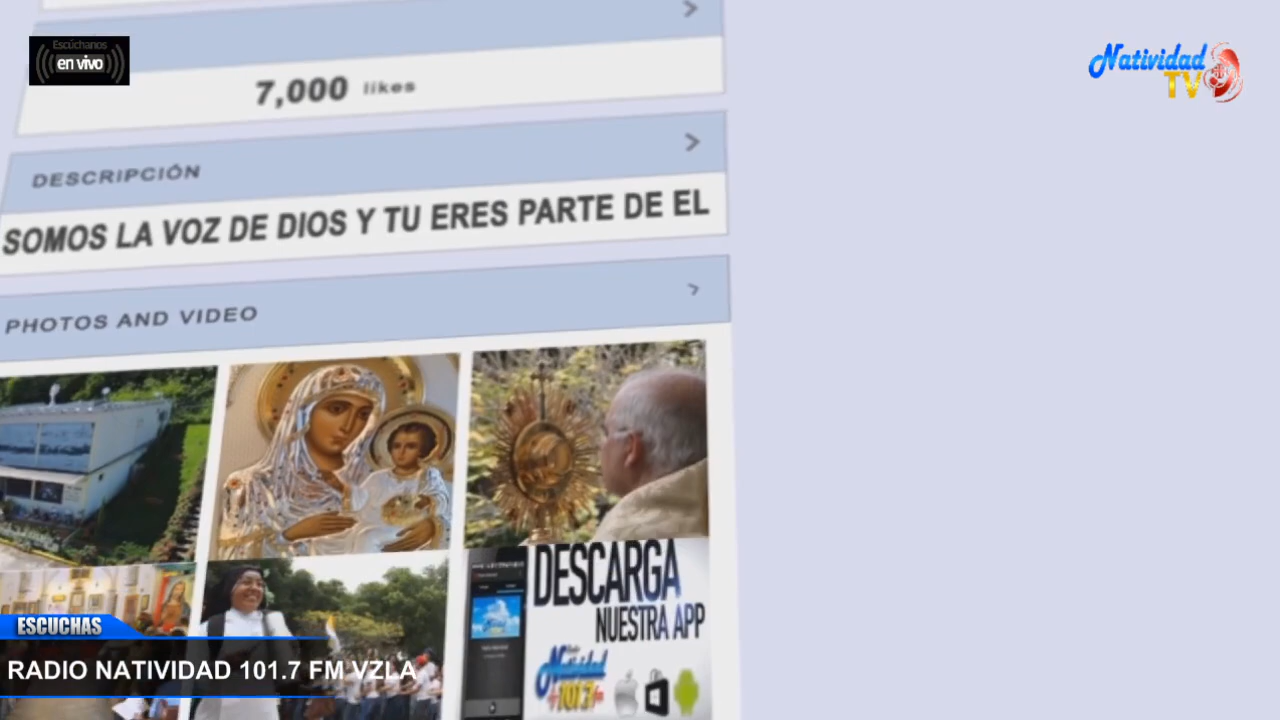 Escúchanos
en vivo
Natividad
TV
7,000 likes
DESCRIPCIÓN
SOMOS LA VOZ DE DIOS Y TU ERES PARTE DE EL
PHOTOS AND VIDEO
DESCARGA
NUESTRA APP
Natividad
101.7 fm
ESCUCHAS
RADIO NATIVIDAD 101.7 FM VZLA